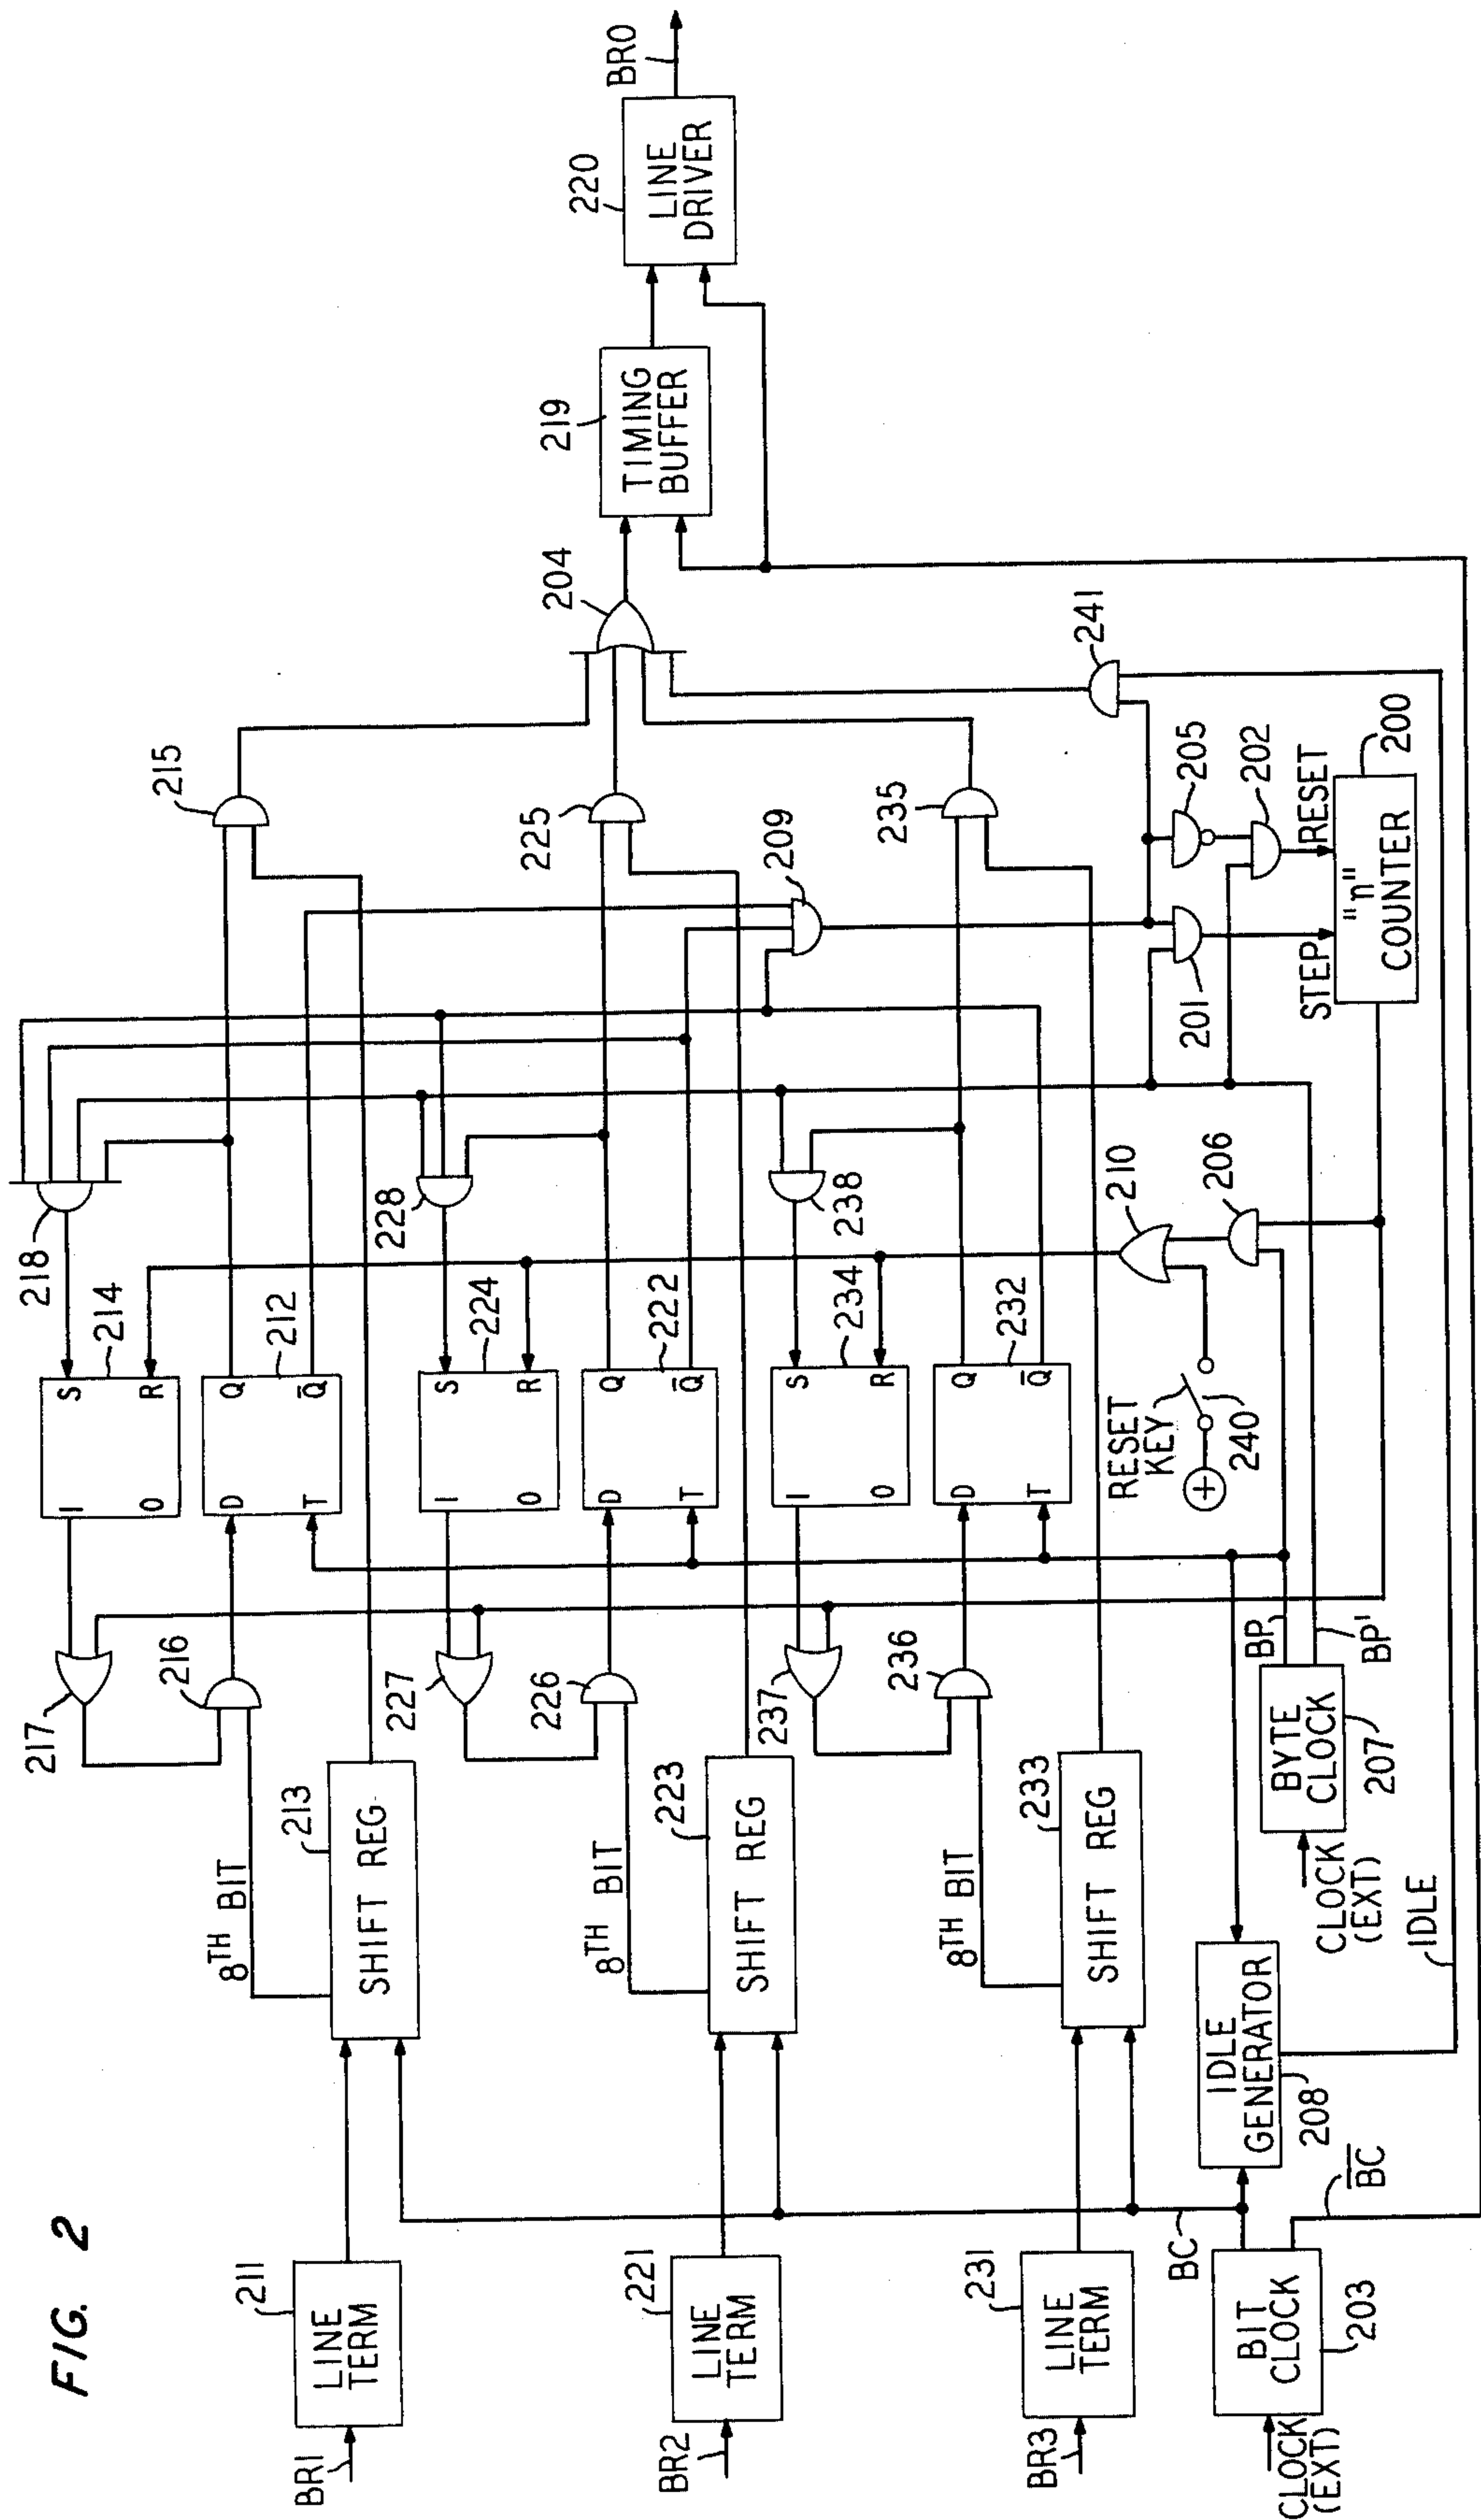 FIG. 2
BR1
211
LINE
TERM
8TH BIT
213
SHIFT REG
217
216
I
O
S
R
214
D
T
Q
Q̅
212
218
215
BR2
221
LINE
TERM
8TH BIT
223
SHIFT REG
227
226
I
O
S
R
224
D
T
Q
Q̅
222
228
225
209
204
219
TIMING
BUFFER
220
LINE
DRIVER
BRO
BR3
231
LINE
TERM
8TH BIT
233
SHIFT REG
237
236
I
O
S
R
234
D
T
Q
Q̅
232
238
235
RESET
KEY
240
210
206
201
205
202
241
STEP
RESET
"n"
COUNTER
200
BC
B̅C̅
CLOCK
(EXT)
BIT
CLOCK
203
IDLE
GENERATOR
208
IDLE
CLOCK
(EXT)
BYTE
CLOCK
207
BP
BP'